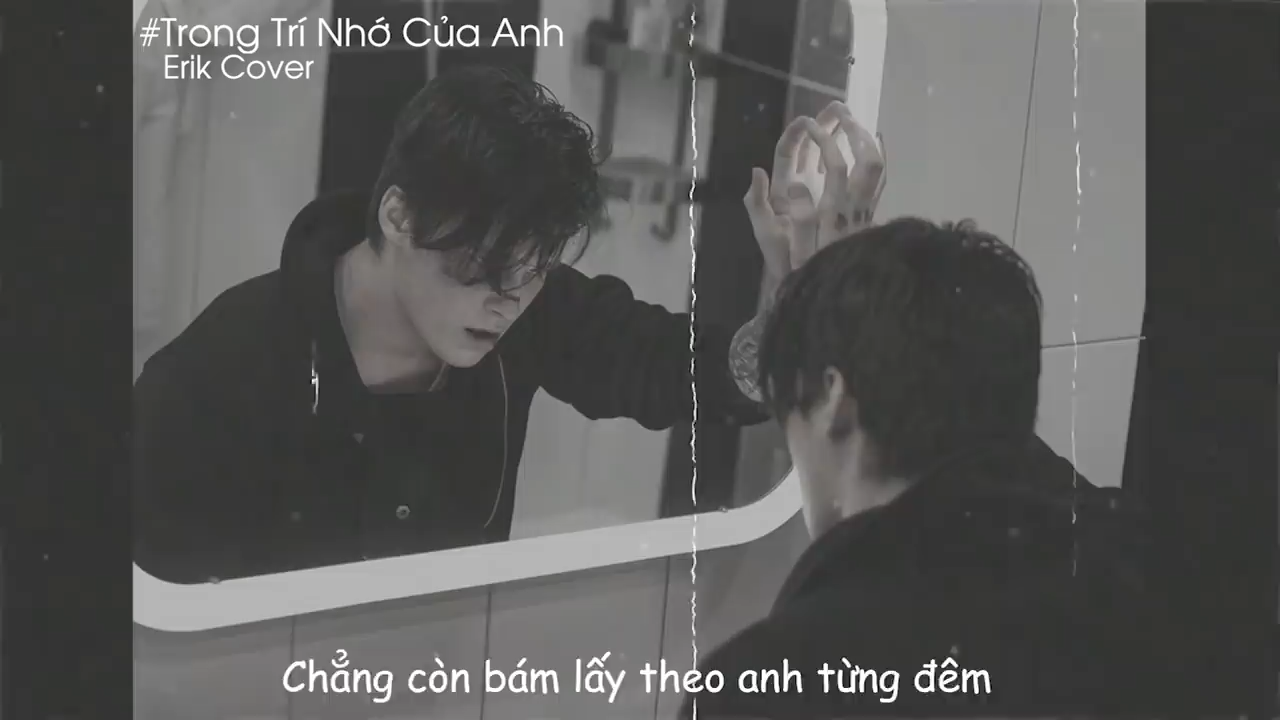 #Trong Trí Nhớ Của Anh
Erik Cover
Chẳng còn bám lấy theo anh từng đêm